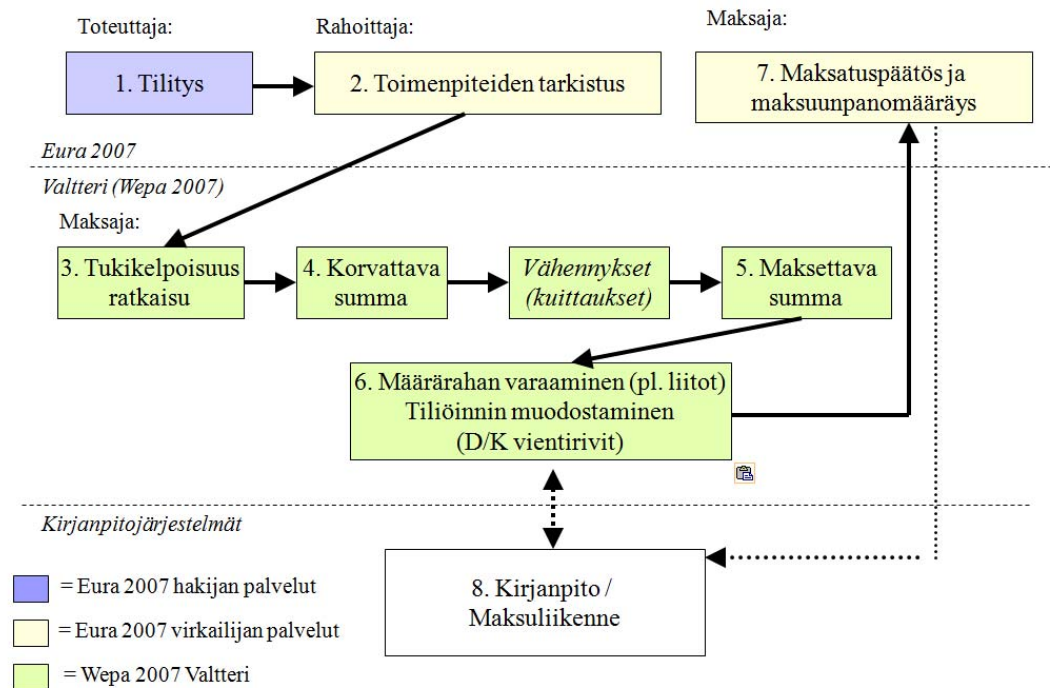 Toteuttaja:
Rahoittaja:
Maksaja:
1. Tilitys
2. Toimenpiteiden tarkistus
7. Maksatuspäätös ja
maksuunpanomääräys
Eura 2007
Valtteri (Wepa 2007)
Maksaja:
3. Tukikelpoisuus
ratkaisu
4. Korvattava
summa
Vähennykset
(kuittaukset)
5. Maksettava
summa
6. Määrärahan varaaminen (pl. liitot)
Tiliöinnin muodostaminen
(D/K vientirivit)
Kirjanpitojärjestelmät
8. Kirjanpito /
Maksuliikenne
= Eura 2007 hakijan palvelut
= Eura 2007 virkailijan palvelut
= Wepa 2007 Valtteri